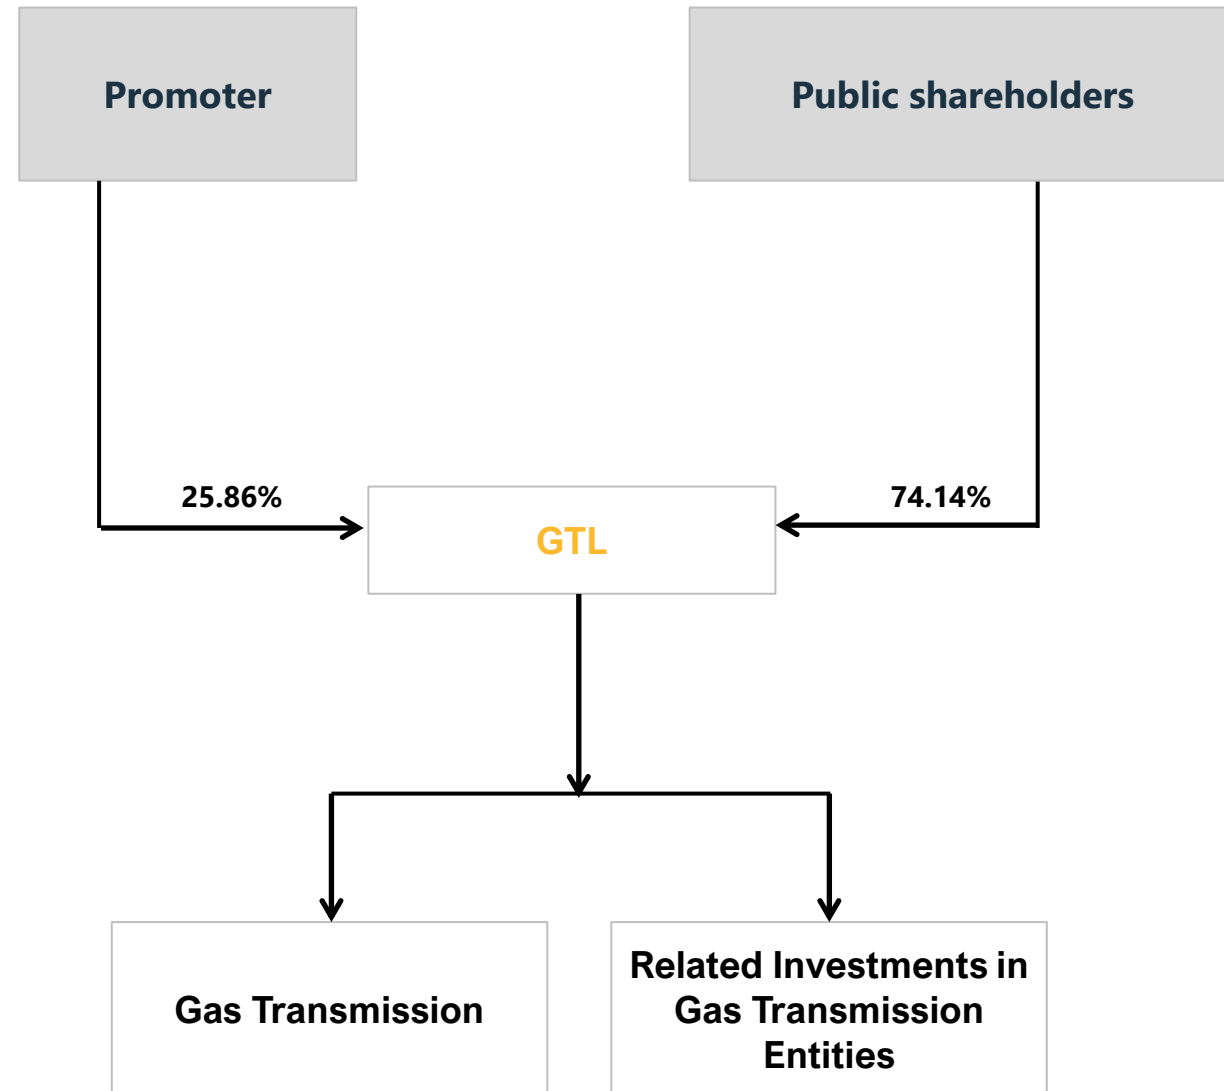 Promoter
Public shareholders
25.86%
74.14%
GTL
Gas Transmission
Related Investments in
Gas Transmission
Entities